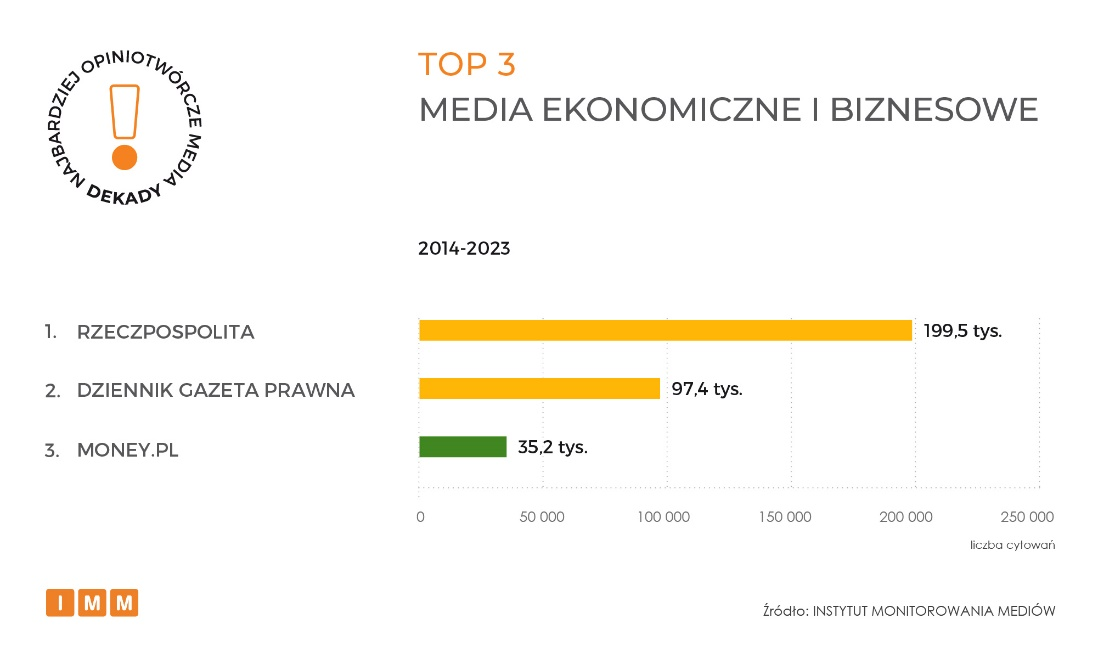 NAJBARDZIEJ OPINIOTWÓRCZE MEDIA
DEKADY
TOP 3
MEDIA EKONOMICZNE I BIZNESOWE
2014-2023
1. RZECZPOSPOLITA 199,5 tys.
2. DZIENNIK GAZETA PRAWNA 97,4 tys.
3. MONEY.PL 35,2 tys.
0 50 000 100 000 150 000 200 000 250 000
liczba cytowań
IMM
Źródło: INSTYTUT MONITOROWANIA MEDIÓW